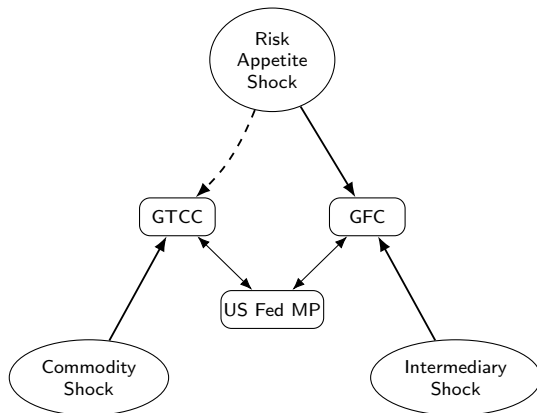 Risk
Appetite
Shock
GTCC
GFC
US Fed MP
Commodity
Shock
Intermediary
Shock